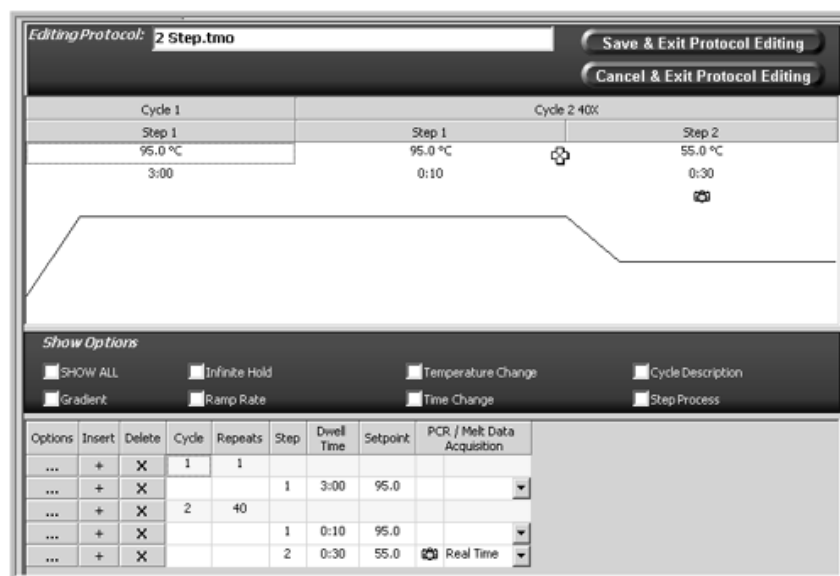 Editing Protocol: 2 Step.tmo
Save & Exit Protocol Editing
Cancel & Exit Protocol Editing
Cycle 1 Cycle 2 40X
Step 1 Step 1 Step 2
95.0 °C 95.0 °C 55.0 °C
3:00 0:10 0:30
Show Options
SHOW ALL Infinite Hold Temperature Change Cycle Description
Gradient Ramp Rate Time Change Step Process
Options Insert Delete Cycle Repeats Step Dwell Time Setpoint PCR / Melt Data Acquisition
... + X 1 1
... + X 1 3:00 95.0
... + X 2 40
... + X 1 0:10 95.0
... + X 2 0:30 55.0 Real Time